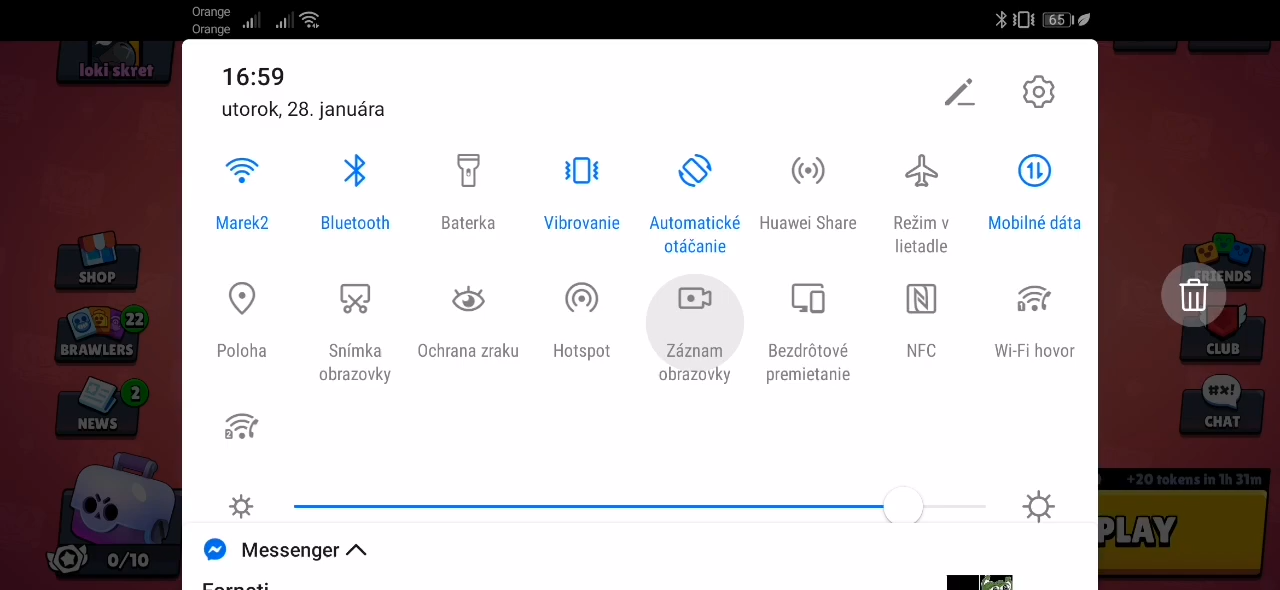 Orange
Orange
65
loki skret
16:59
utorok, 28. januára
Marek2
Bluetooth
Baterka
Vibrovanie
Automatické
otáčanie
Huawei Share
Režim v
lietadle
Mobilné dáta
SHOP
FRIENDS
Poloha
Snímka
obrazovky
Ochrana zraku
Hotspot
Záznam
obrazovky
Bezdrôtové
premietanie
NFC
1
Wi-Fi hovor
22
BRAWLERS
CLUB
2
NEWS
#x!
CHAT
2
+20 tokens in 1h 31m
PLAY
0/10
Messenger